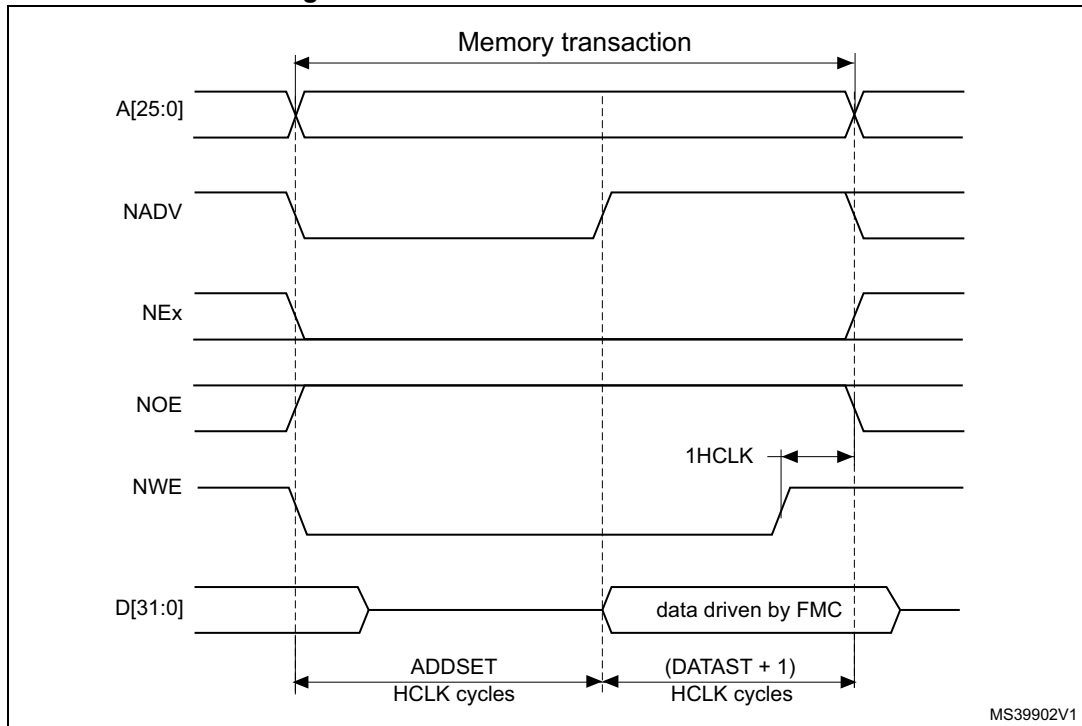 Memory transaction
A[25:0]
NADV
NEx
NOE
1HCLK
NWE
D[31:0]
data driven by FMC
ADDSET
HCLK cycles
(DATAST + 1)
HCLK cycles
MS39902V1